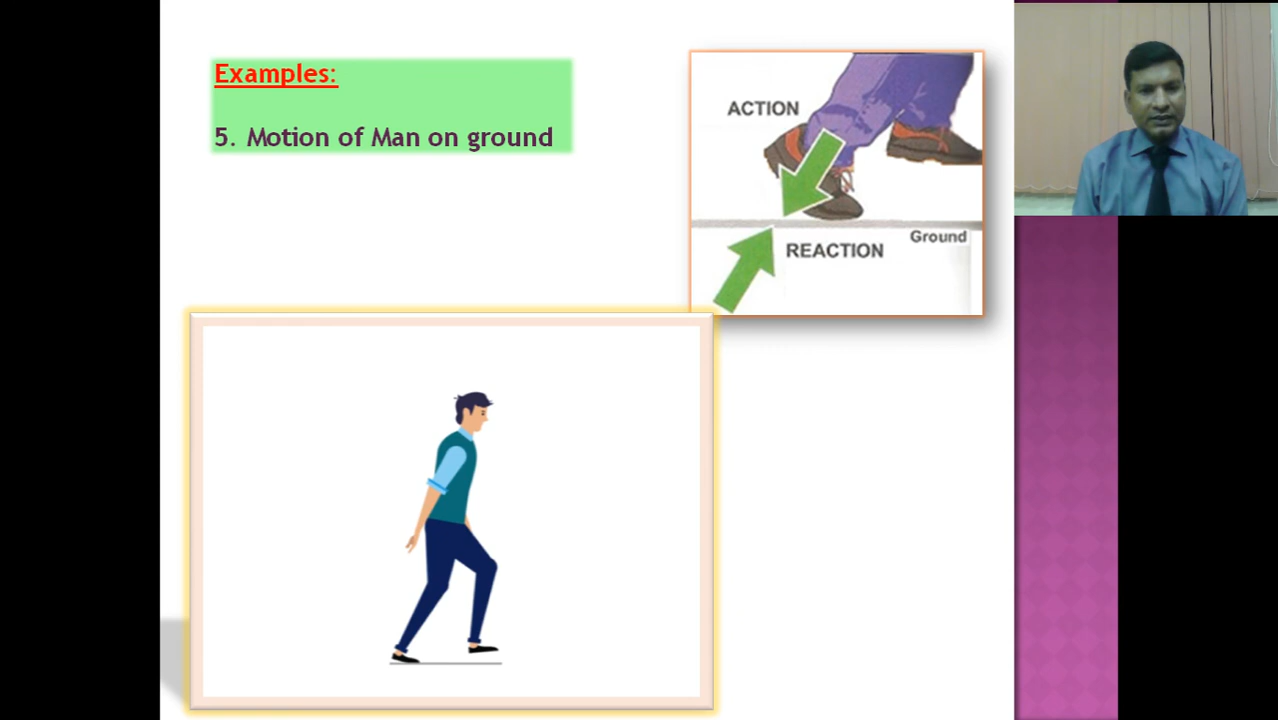 Examples:
5. Motion of Man on ground
ACTION
Ground
REACTION